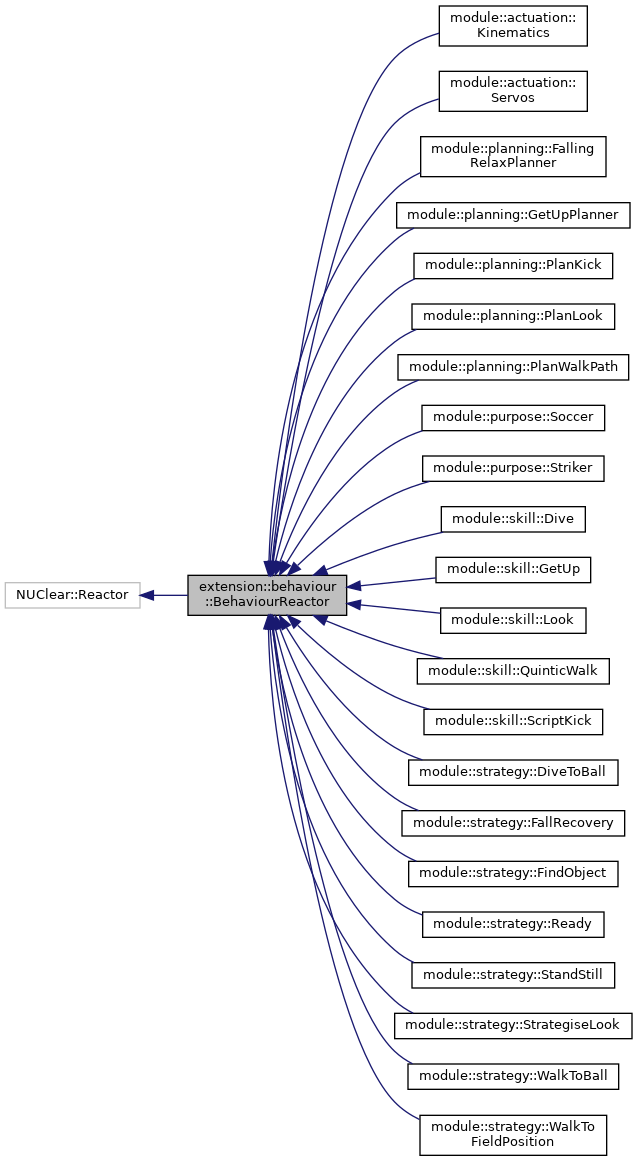 module::actuation::
Kinematics
module::actuation::
Servos
module::planning::Falling
RelaxPlanner
module::planning::GetUpPlanner
module::planning::PlanKick
module::planning::PlanLook
module::planning::PlanWalkPath
module::purpose::Soccer
module::purpose::Striker
module::skill::Dive
module::skill::GetUp
NUClear::Reactor
extension::behaviour
::BehaviourReactor
module::skill::Look
module::skill::QuinticWalk
module::skill::ScriptKick
module::strategy::DiveToBall
module::strategy::FallRecovery
module::strategy::FindObject
module::strategy::Ready
module::strategy::StandStill
module::strategy::StrategiseLook
module::strategy::WalkToBall
module::strategy::WalkTo
FieldPosition